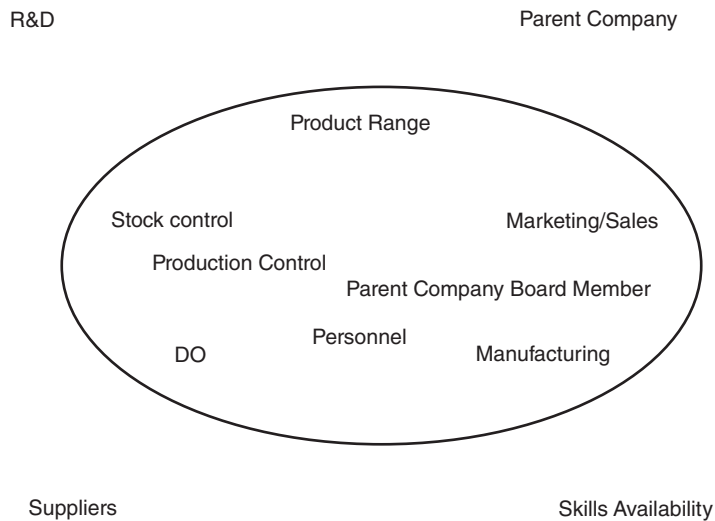 R&D
Parent Company
Product Range
Stock control
Marketing/Sales
Production Control
Parent Company Board Member
Personnel
DO
Manufacturing
Suppliers
Skills Availability